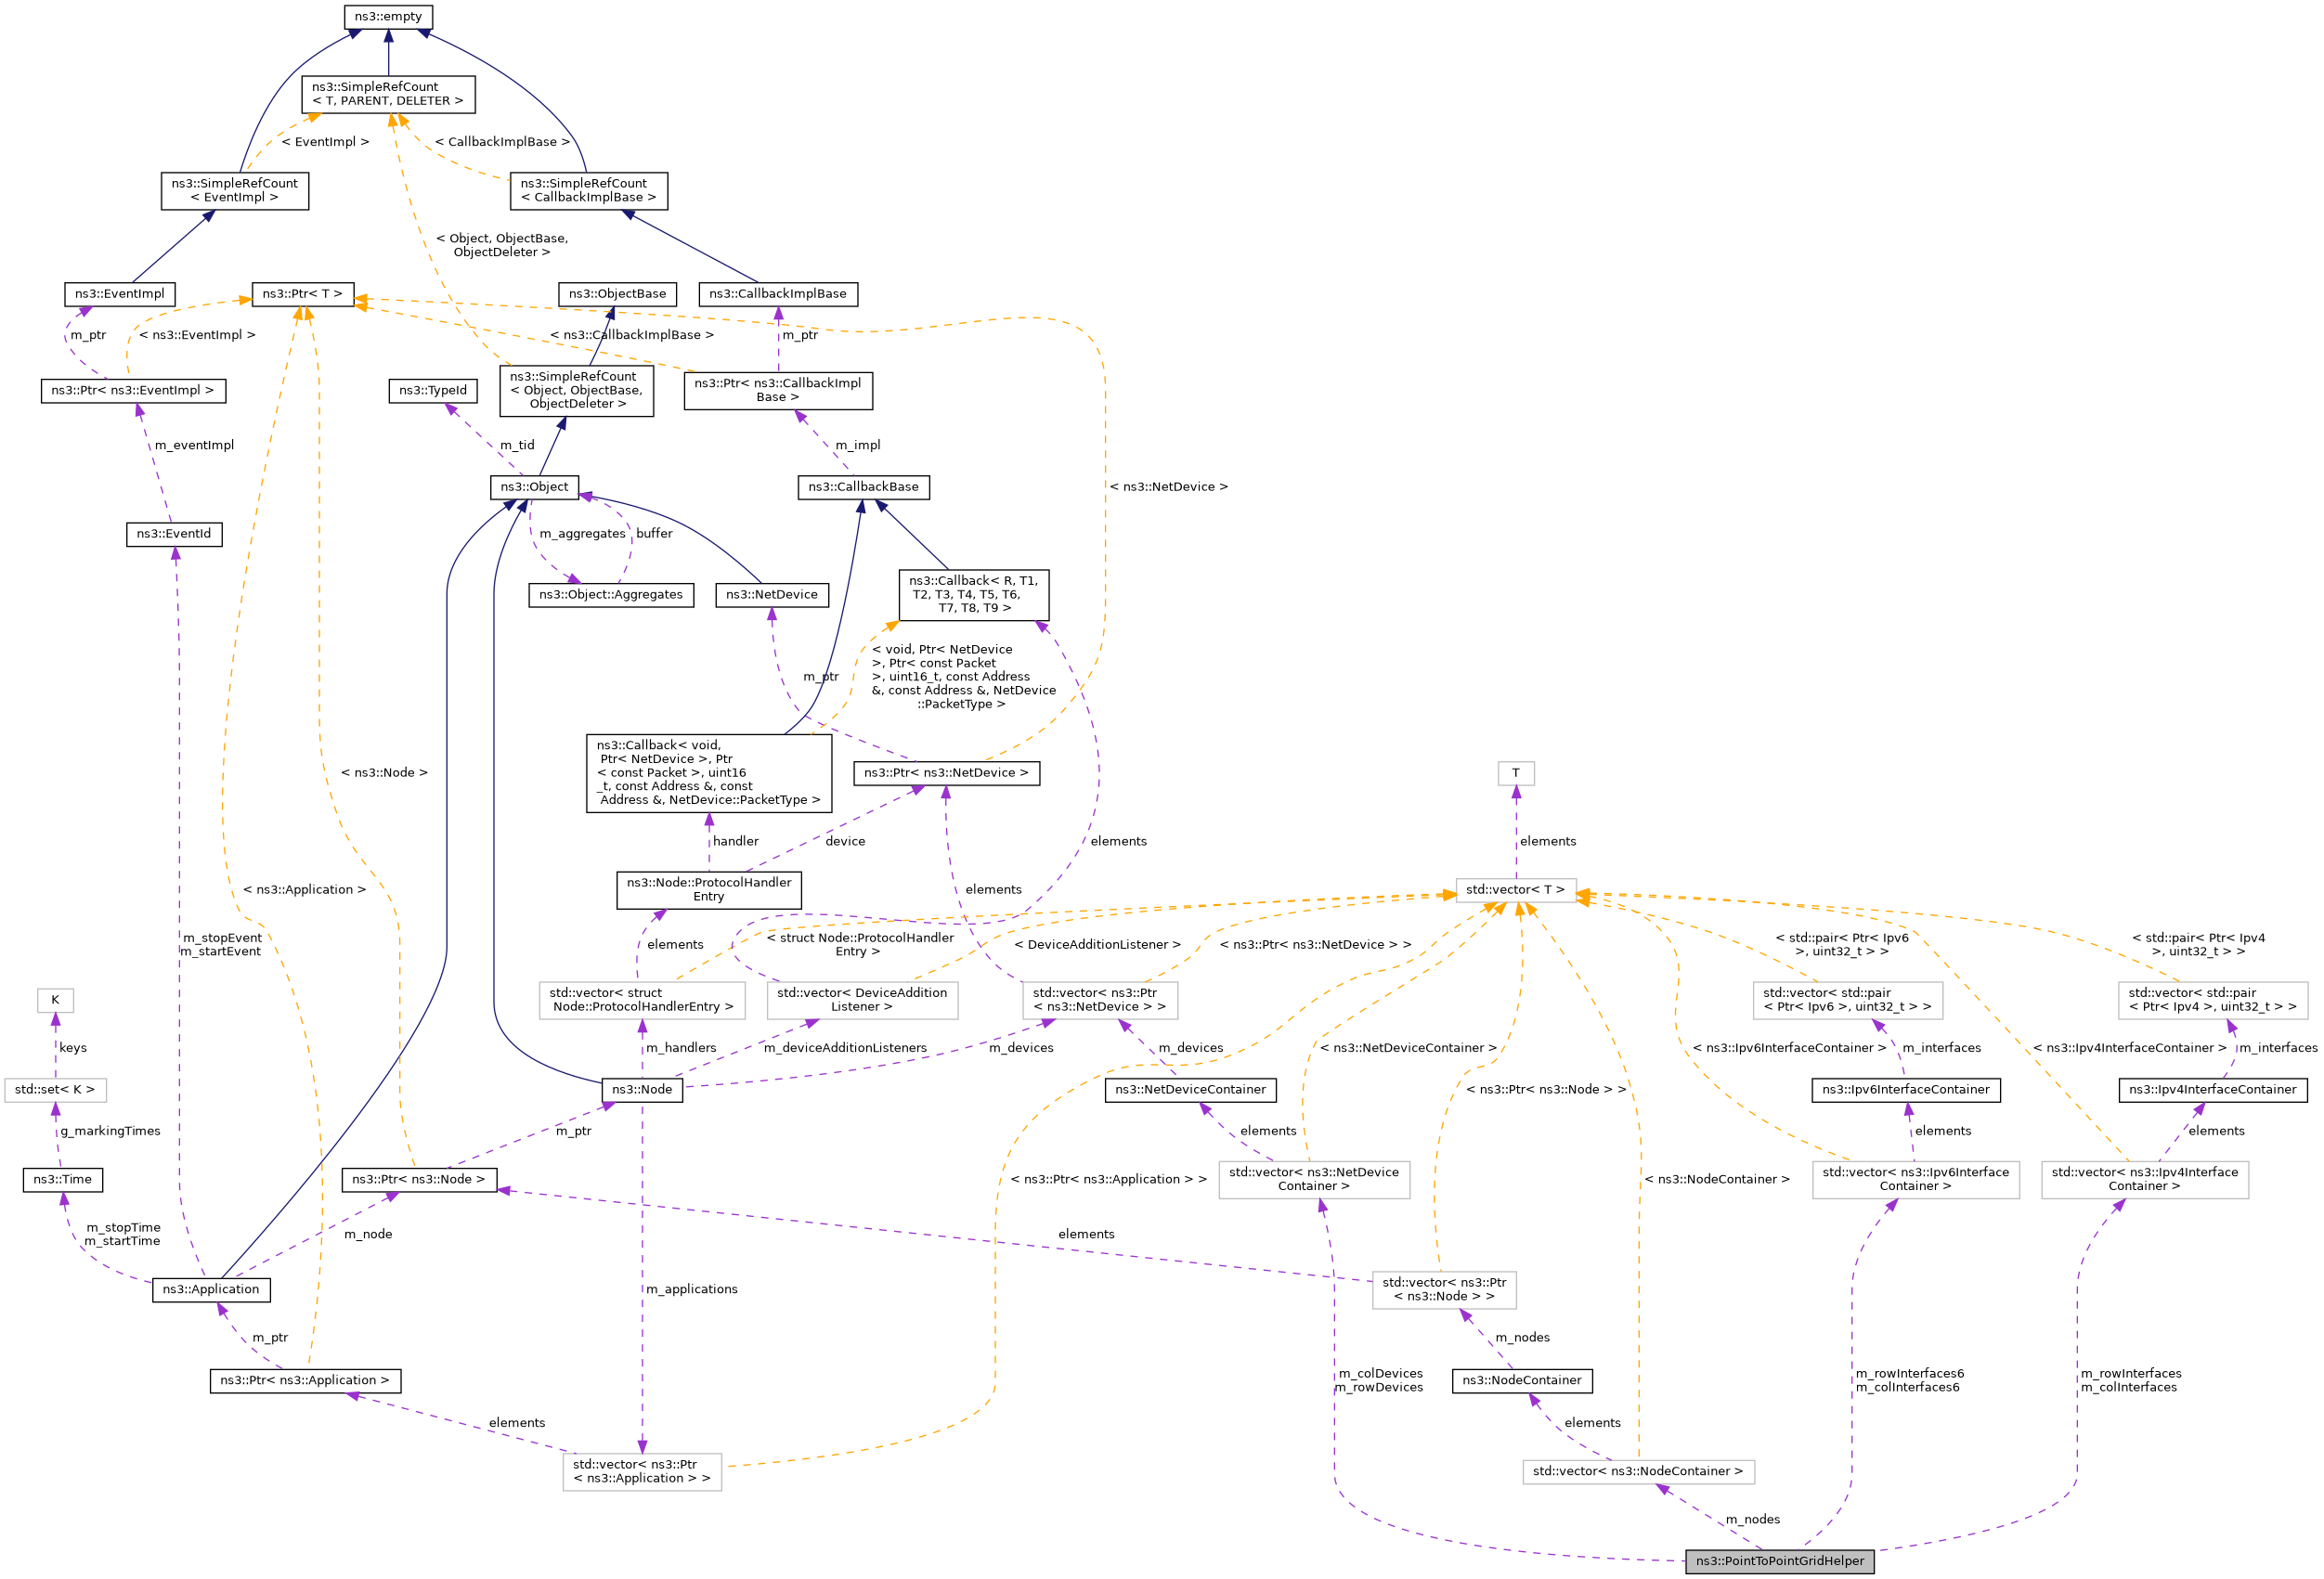 ns3::empty
ns3::SimpleRefCount
< T, PARENT, DELETER >
< EventImpl >
< CallbackImplBase >
ns3::SimpleRefCount
< EventImpl >
ns3::SimpleRefCount
< CallbackImplBase >
< Object, ObjectBase,
ObjectDeleter >
ns3::EventImpl
ns3::Ptr< T >
ns3::ObjectBase
ns3::CallbackImplBase
m_ptr
< ns3::EventImpl >
< ns3::CallbackImplBase >
m_ptr
ns3::Ptr< ns3::EventImpl >
ns3::TypeId
ns3::SimpleRefCount
< Object, ObjectBase,
ObjectDeleter >
ns3::Ptr< ns3::CallbackImpl
Base >
m_eventImpl
m_tid
m_impl
ns3::Object
ns3::CallbackBase
< ns3::NetDevice >
ns3::EventId
m_aggregates
buffer
ns3::Object::Aggregates
ns3::NetDevice
ns3::Callback< R, T1,
T2, T3, T4, T5, T6,
T7, T8, T9 >
m_ptr
< void, Ptr< NetDevice
>, Ptr< const Packet
>, uint16_t, const Address
&, const Address &, NetDevice
::PacketType >
< ns3::Node >
ns3::Callback< void,
Ptr< NetDevice >, Ptr
< const Packet >, uint16
_t, const Address &, const
Address &, NetDevice::PacketType >
ns3::Ptr< ns3::NetDevice >
T
handler
device
elements
elements
< ns3::Application >
ns3::Node::ProtocolHandler
Entry
elements
std::vector< T >
m_stopEvent
m_startEvent
elements
< struct Node::ProtocolHandler
Entry >
< DeviceAdditionListener >
< ns3::Ptr< ns3::NetDevice > >
< std::pair< Ptr< Ipv6
>, uint32_t > >
< std::pair< Ptr< Ipv4
>, uint32_t > >
K
std::vector< struct
Node::ProtocolHandlerEntry >
std::vector< DeviceAddition
Listener >
std::vector< ns3::Ptr
< ns3::NetDevice > >
std::vector< std::pair
< Ptr< Ipv6 >, uint32_t > >
std::vector< std::pair
< Ptr< Ipv4 >, uint32_t > >
keys
m_handlers
m_deviceAdditionListeners
m_devices
m_devices
< ns3::NetDeviceContainer >
< ns3::Ipv6InterfaceContainer >
m_interfaces
< ns3::Ipv4InterfaceContainer >
m_interfaces
std::set< K >
ns3::Node
ns3::NetDeviceContainer
< ns3::Ptr< ns3::Node > >
ns3::Ipv6InterfaceContainer
ns3::Ipv4InterfaceContainer
g_markingTimes
m_ptr
elements
elements
elements
ns3::Time
ns3::Ptr< ns3::Node >
< ns3::Ptr< ns3::Application > >
std::vector< ns3::NetDevice
Container >
< ns3::NodeContainer >
std::vector< ns3::Ipv6Interface
Container >
std::vector< ns3::Ipv4Interface
Container >
m_stopTime
m_startTime
m_node
elements
ns3::Application
m_applications
std::vector< ns3::Ptr
< ns3::Node > >
m_ptr
m_nodes
ns3::Ptr< ns3::Application >
m_colDevices
m_rowDevices
ns3::NodeContainer
m_rowInterfaces6
m_colInterfaces6
m_rowInterfaces
m_colInterfaces
elements
elements
std::vector< ns3::Ptr
< ns3::Application > >
std::vector< ns3::NodeContainer >
m_nodes
ns3::PointToPointGridHelper